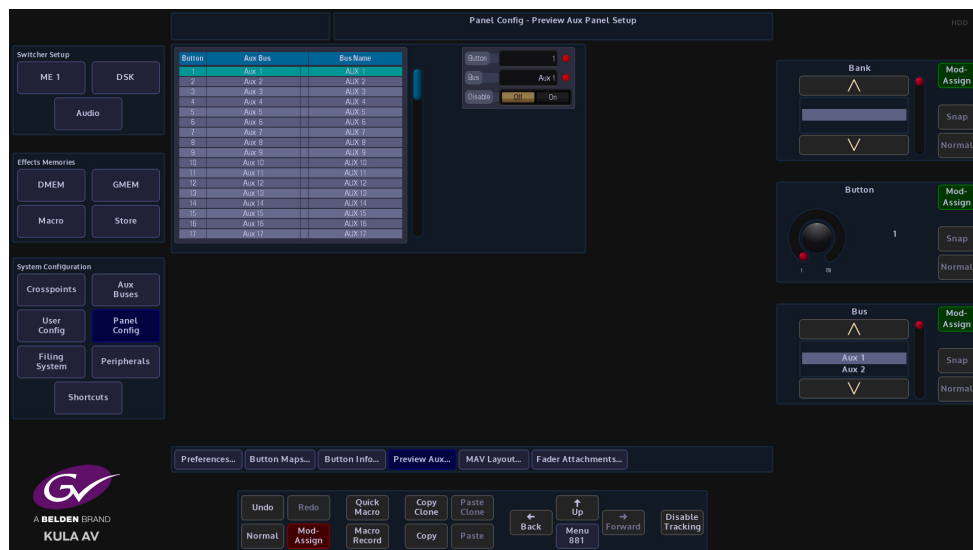 Panel Config - Preview Aux Panel Setup
HDD
Switcher Setup
ME 1
DSK
Audio
Effects Memories
DMEM
GMEM
Macro
Store
System Configuration
Crosspoints
Aux
Buses
User
Config
Panel
Config
Filing
System
Peripherals
Shortcuts
Button Aux Bus Bus Name
1 Aux 1 AUX 1
2 Aux 2 AUX 2
3 Aux 3 AUX 3
4 Aux 4 AUX 4
5 Aux 5 AUX 5
6 Aux 6 AUX 6
7 Aux 7 AUX 7
8 Aux 8 AUX 8
9 Aux 9 AUX 9
10 Aux 10 AUX 10
11 Aux 11 AUX 11
12 Aux 12 AUX 12
13 Aux 13 AUX 13
14 Aux 14 AUX 14
15 Aux 15 AUX 15
16 Aux 16 AUX 16
17 Aux 17 AUX 17
Button 1
Bus Aux 1
Disable Off On
Bank
Mod-
Assign
Snap
Normal
Button
1
1
Mod-
Assign
Snap
Normal
Bus
Aux 1
Aux 2
Mod-
Assign
Snap
Normal
Preferences... Button Maps... Button Info... Preview Aux... MAV Layout... Fader Attachments...
Undo
Redo
Quick
Macro
Copy
Clone
Paste
Clone
Normal
Mod-
Assign
Macro
Record
Copy
Paste
Back
Up
Menu
881
Forward
Disable
Tracking
GV
A BELDEN BRAND
KULA AV